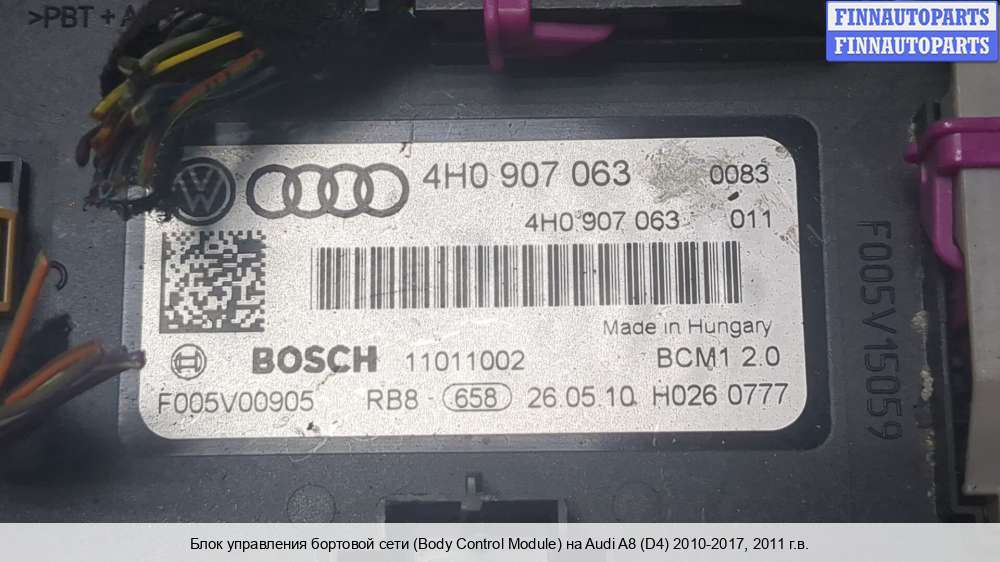 >PBT + A
FINNAUTOPARTS
FINNAUTOPARTS
4H0 907 063 0083
4H0 907 063 011
Made in Hungary
BOSCH 11011002 BCM1 2.0
F005V00905 RB8 - 658 26.05.10 H026 0777
F005V15059
Блок управления бортовой сети (Body Control Module) на Audi A8 (D4) 2010-2017, 2011 г.в.